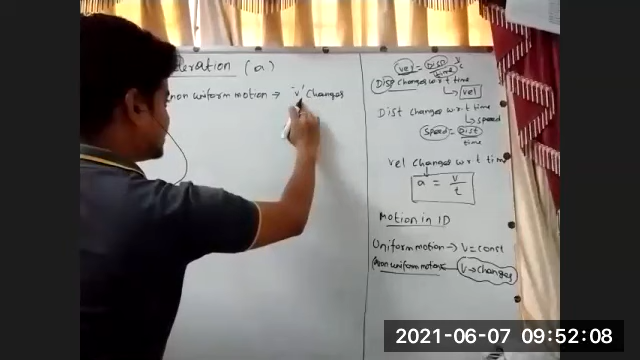 leration (a)
non uniform motion → 'v' changes
vel = Disp / time
(Disp changes w r t time
↳ vel
Dist changes w.r.t time
↳ speed
Speed = Dist / time
vel changes w r t time
a = v / t
Motion in 1D
Uniform motion → V = const
Non uniform motion V → changes
2021-06-07 09:52:08